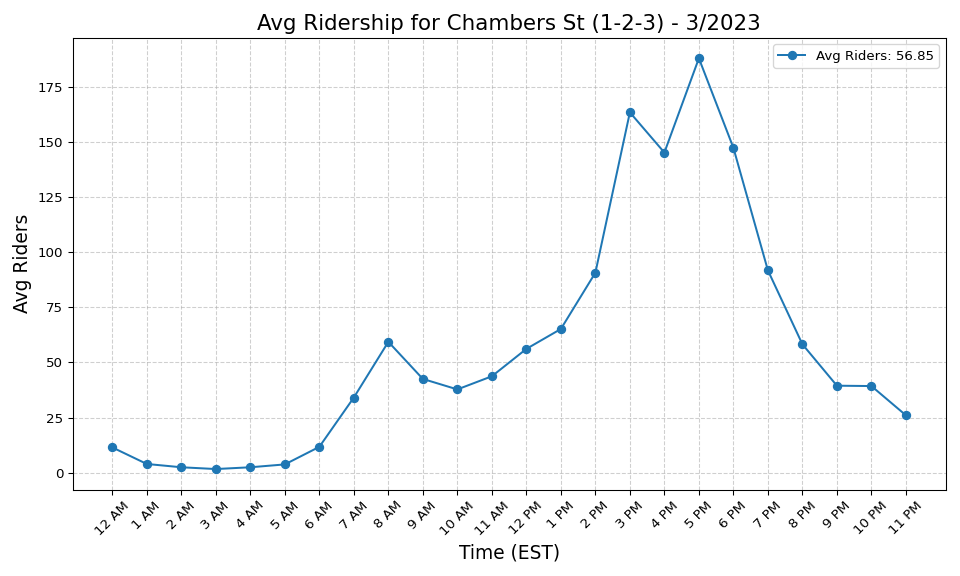 Avg Ridership for Chambers St (1-2-3) - 3/2023
Avg Riders: 56.85
Avg Riders
175
150
125
100
75
50
25
0
12 AM
1 AM
2 AM
3 AM
4 AM
5 AM
6 AM
7 AM
8 AM
9 AM
10 AM
11 AM
12 PM
1 PM
2 PM
3 PM
4 PM
5 PM
6 PM
7 PM
8 PM
9 PM
10 PM
11 PM
Time (EST)